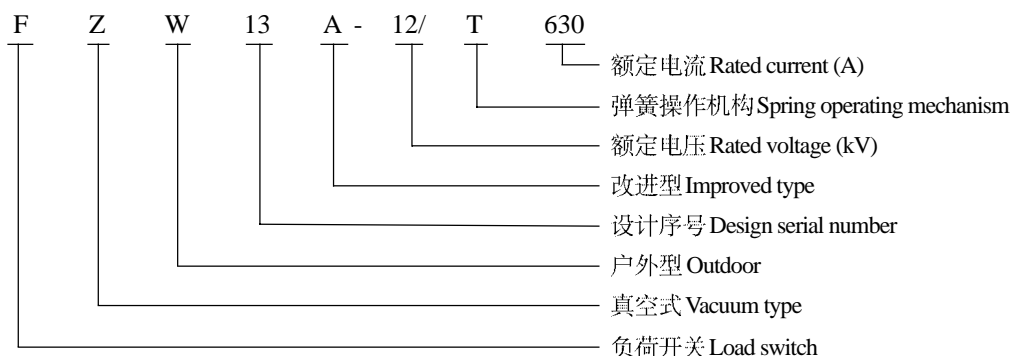 F Z W 13 A - 12/ T 630
额定电流 Rated current (A)
弹簧操作机构 Spring operating mechanism
额定电压 Rated voltage (kV)
改进型 Improved type
设计序号 Design serial number
户外型 Outdoor
真空式 Vacuum type
负荷开关 Load switch